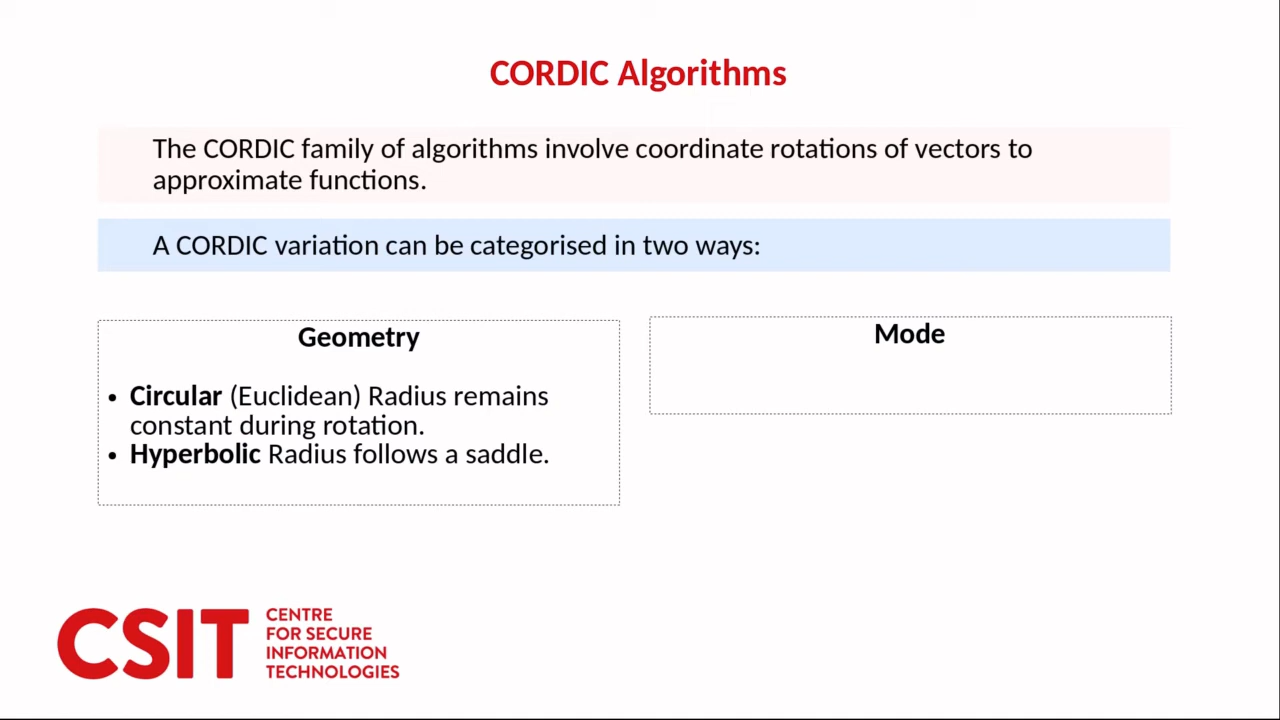 CORDIC Algorithms
The CORDIC family of algorithms involve coordinate rotations of vectors to
approximate functions.
A CORDIC variation can be categorised in two ways:
Geometry
• Circular (Euclidean) Radius remains
constant during rotation.
• Hyperbolic Radius follows a saddle.
Mode
CSIT
CENTRE
FOR SECURE
INFORMATION
TECHNOLOGIES